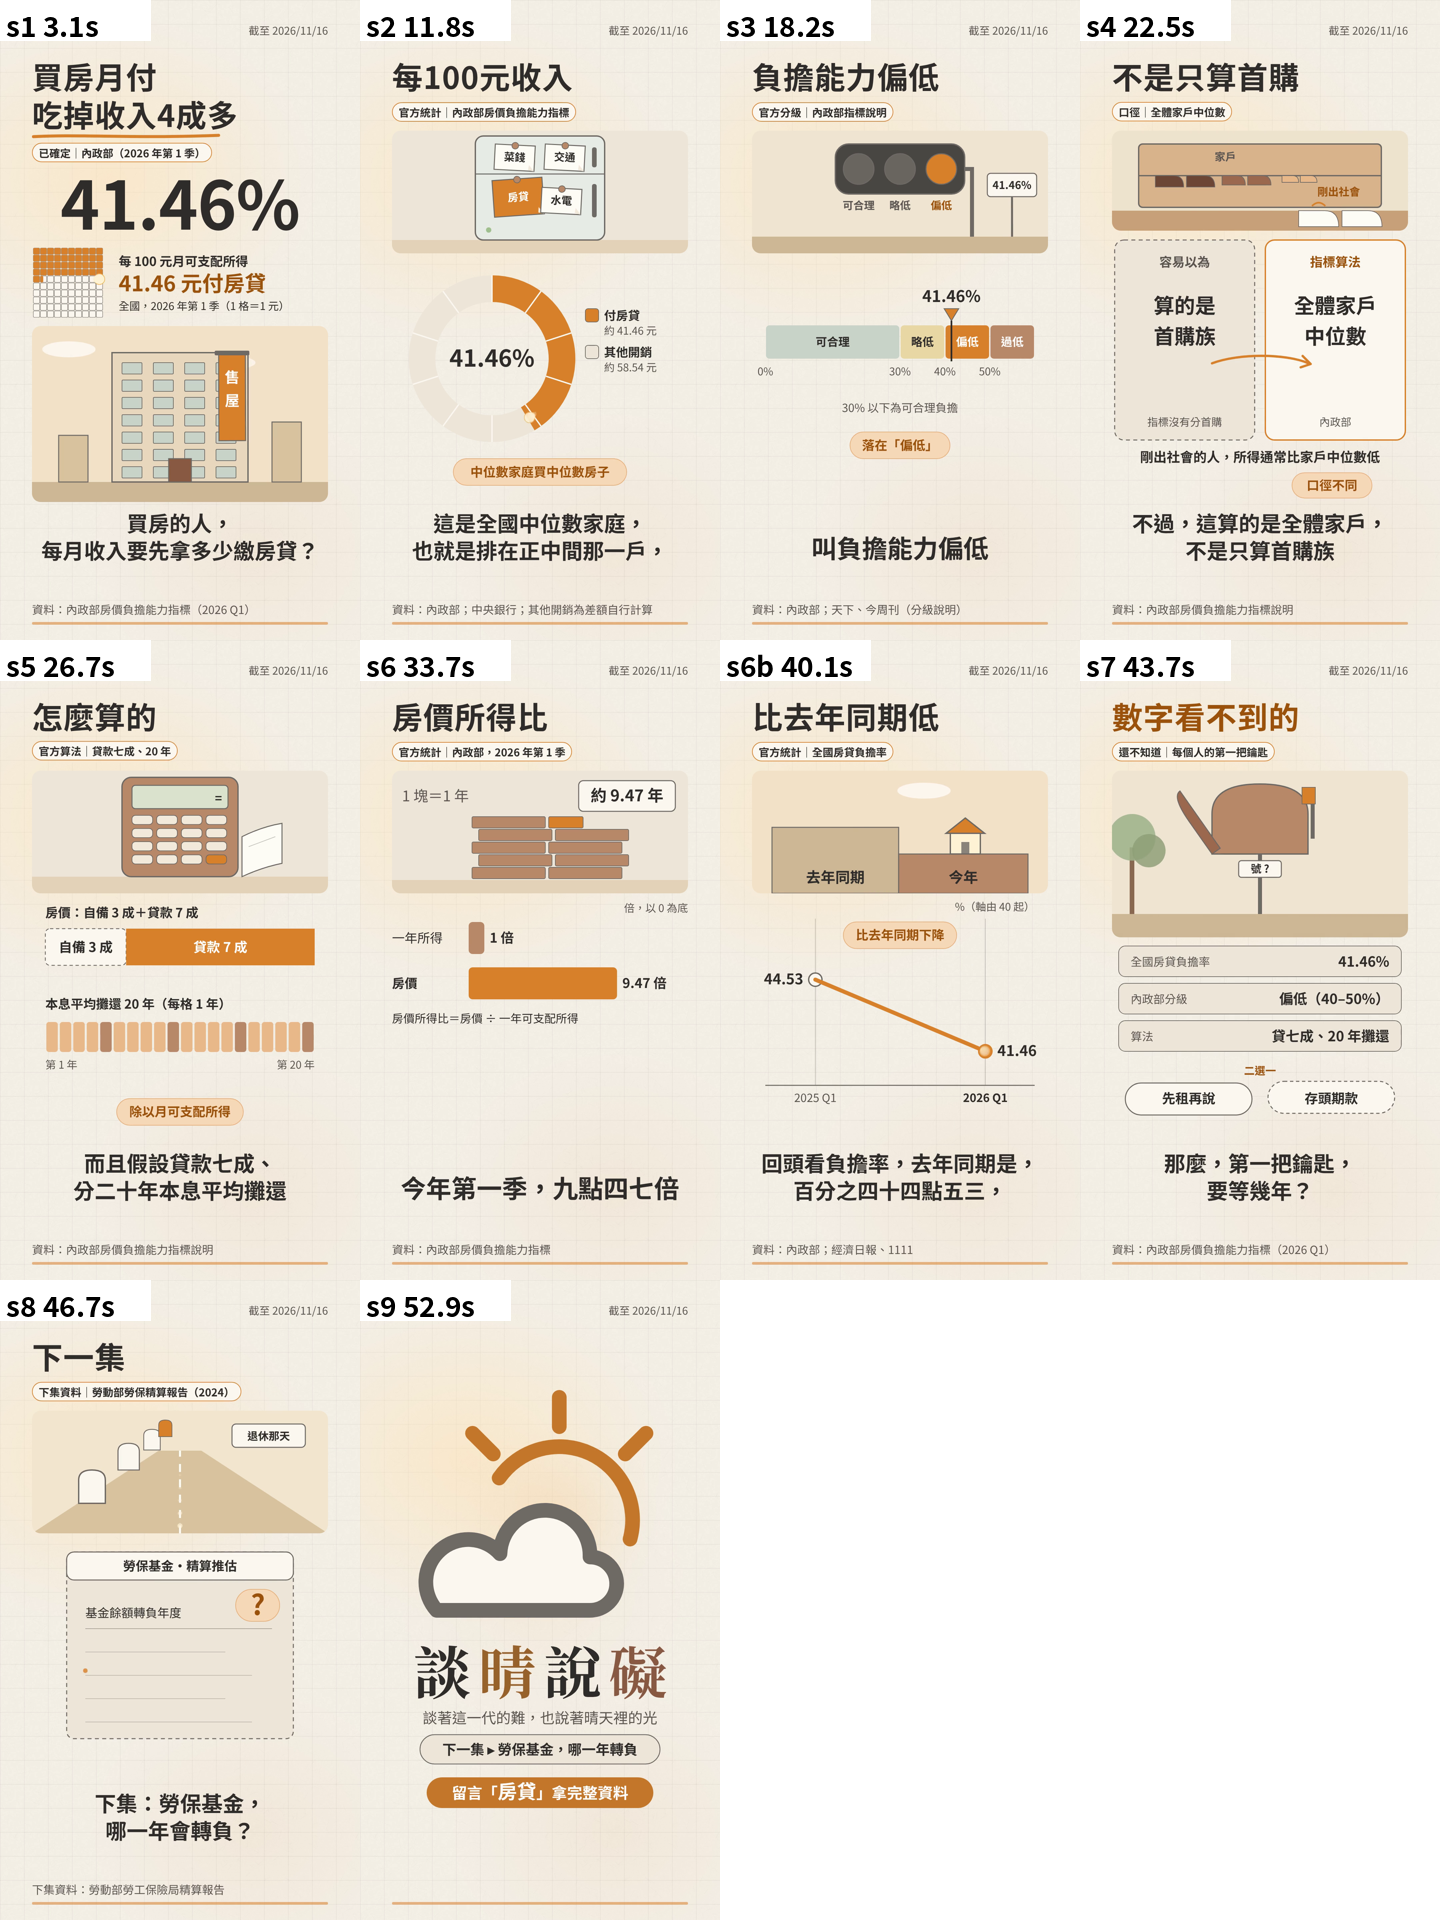 s1 3.1s
截至 2026/11/16
買房月付
吃掉收入4成多
已確定｜內政部（2026 年第 1 季）
41.46%
每 100 元月可支配所得
41.46 元付房貸
全國，2026 年第 1 季（1 格＝1 元）
售屋
買房的人，
每月收入要先拿多少繳房貸？
資料：內政部房價負擔能力指標（2026 Q1）
s2 11.8s
截至 2026/11/16
每100元收入
官方統計｜內政部房價負擔能力指標
菜錢
交通
房貸
水電
41.46%
付房貸
約 41.46 元
其他開銷
約 58.54 元
中位數家庭買中位數房子
這是全國中位數家庭，
也就是排在正中間那一戶，
資料：內政部；中央銀行；其他開銷為差額自行計算
s3 18.2s
截至 2026/11/16
負擔能力偏低
官方分級｜內政部指標說明
41.46%
可合理 略低 偏低
41.46%
可合理 略低 偏低 過低
0% 30% 40% 50%
30% 以下為可合理負擔
落在「偏低」
叫負擔能力偏低
資料：內政部；天下、今周刊（分級說明）
s4 22.5s
截至 2026/11/16
不是只算首購
口徑｜全體家戶中位數
家戶
剛出社會
容易以為
算的是
首購族
指標沒有分首購
指標算法
全體家戶
中位數
內政部
剛出社會的人，所得通常比家戶中位數低
口徑不同
不過，這算的是全體家戶，
不是只算首購族
資料：內政部房價負擔能力指標說明
s5 26.7s
截至 2026/11/16
怎麼算的
官方算法｜貸款七成、20 年
=
房價：自備 3 成＋貸款 7 成
自備 3 成
貸款 7 成
本息平均攤還 20 年（每格 1 年）
第 1 年
第 20 年
除以月可支配所得
而且假設貸款七成、
分二十年本息平均攤還
資料：內政部房價負擔能力指標說明
s6 33.7s
截至 2026/11/16
房價所得比
官方統計｜內政部，2026 年第 1 季
1 塊＝1 年
約 9.47 年
倍，以 0 為底
一年所得
1 倍
房價
9.47 倍
房價所得比＝房價 ÷ 一年可支配所得
今年第一季，九點四七倍
資料：內政部房價負擔能力指標
s6b 40.1s
截至 2026/11/16
比去年同期低
官方統計｜全國房貸負擔率
去年同期
今年
%（軸由 40 起）
比去年同期下降
44.53
41.46
2025 Q1
2026 Q1
回頭看負擔率，去年同期是，
百分之四十四點五三，
資料：內政部；經濟日報、1111
s7 43.7s
截至 2026/11/16
數字看不到的
還不知道｜每個人的第一把鑰匙
號？
全國房貸負擔率
41.46%
內政部分級
偏低（40–50%）
算法
貸七成、20 年攤還
二選一
先租再說
存頭期款
那麼，第一把鑰匙，
要等幾年？
資料：內政部房價負擔能力指標（2026 Q1）
s8 46.7s
截至 2026/11/16
下一集
下集資料｜勞動部勞保精算報告（2024）
退休那天
勞保基金・精算推估
基金餘額轉負年度
?
下集：勞保基金，
哪一年會轉負？
下集資料：勞動部勞工保險局精算報告
s9 52.9s
截至 2026/11/16
談晴說礙
談著這一代的難，也說著晴天裡的光
下一集▸勞保基金，哪一年轉負
留言「房貸」拿完整資料